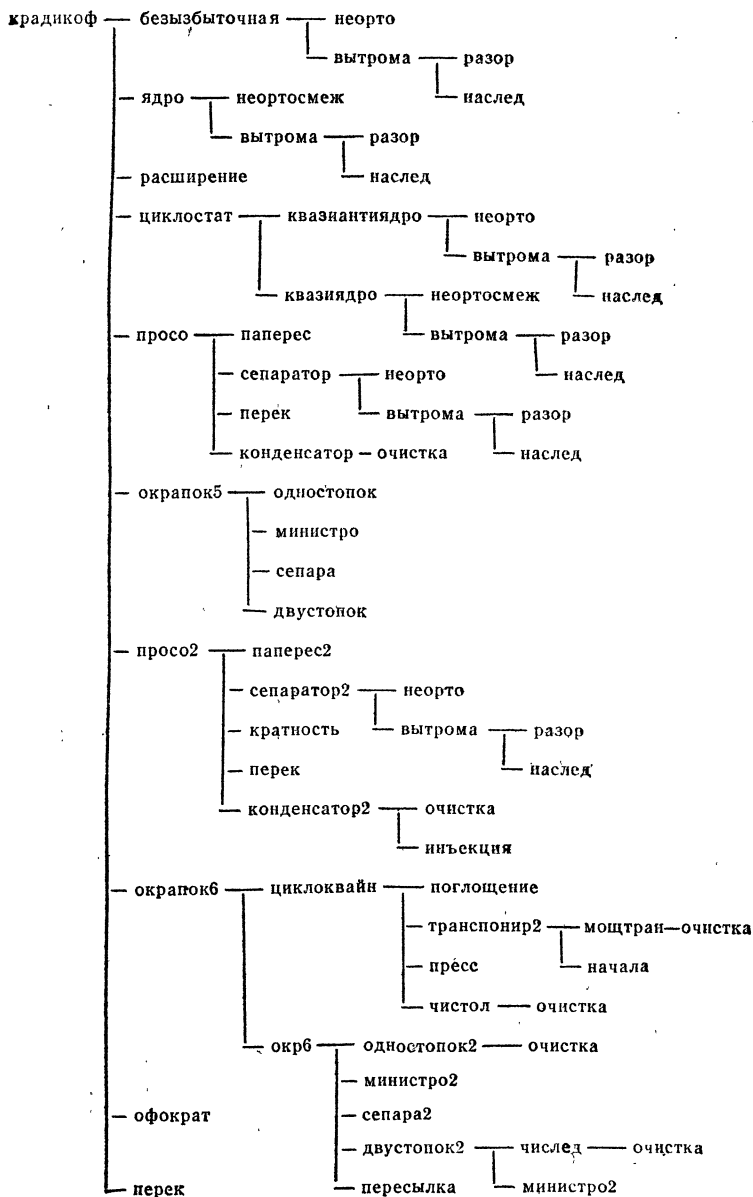 крадикоф — безызбыточная — неорто
вытрома — разор
наслед
ядро — неортосмеж
вытрома — разор
расширение наслед
циклостат — квазиантиядро — неорто
вытрома — разор
квазиядро — неортосмеж наслед
просо — паперес вытрома — разор
сепаратор — неорто наслед
перек вытрома — разор
конденсатор — очистка наслед
окрапок5 — одностопок
министро
сепара
двустопок
просо2 — паперес2
сепаратор2 — неорто
кратность вытрома — разор
перек наслед
конденсатор2 — очистка
инъекция
окрапок6 — циклоквайн — поглощение
транспонир2 — мощтран — очистка
пресс начала
чистол — очистка
окр6 — одностопок2 — очистка
министро2
офократ сепара2
двустопок2 — числед — очистка
перек пересылка министро2